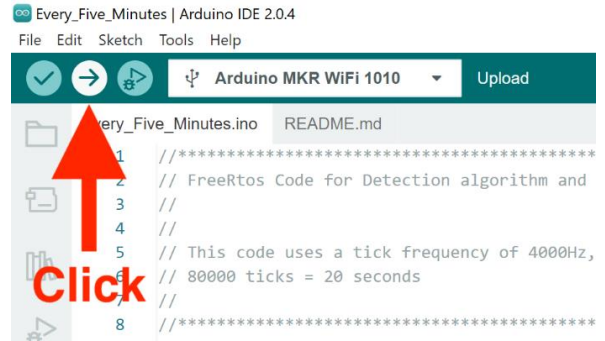 Every_Five_Minutes | Arduino IDE 2.0.4
File Edit Sketch Tools Help
Arduino MKR WiFi 1010 Upload
very_Five_Minutes.ino README.md
1 //************************************
2 // FreeRtos Code for Detection algorithm and
3 //
4 //
5 // This code uses a tick frequency of 4000Hz,
6 // 80000 ticks = 20 seconds
7 //
8 //************************************
Click